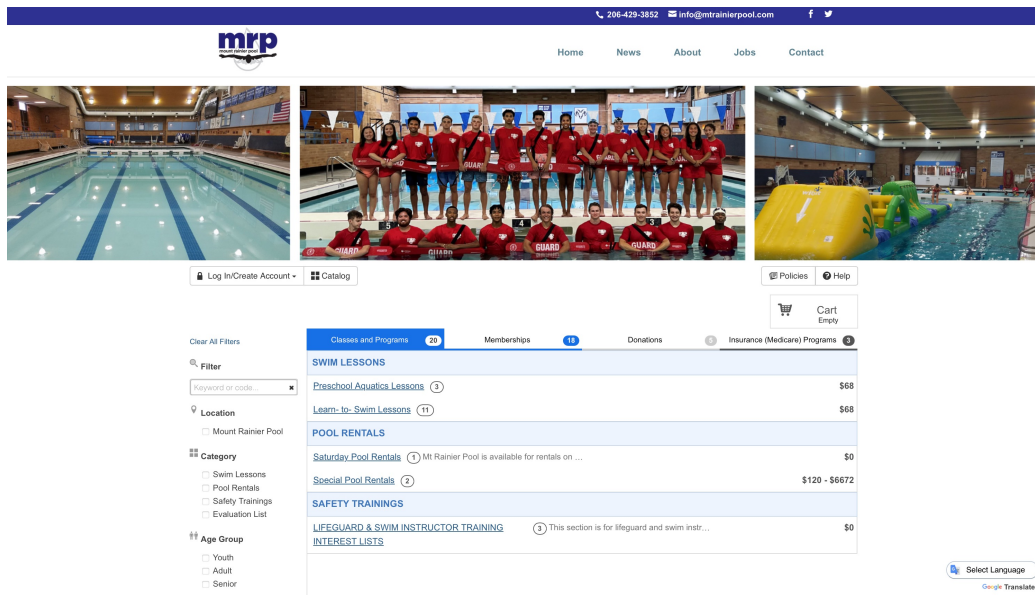 206-429-3852 info@mtrainierpool.com
mrp
mount rainier pool
Home News About Jobs Contact
GUARD GUARD
5 4 3
GUARD GUARD GUARD
Log In/Create Account Catalog Policies Help
Cart
Empty
Clear All Filters
Classes and Programs 20 Memberships 18 Donations 5 Insurance (Medicare) Programs 3
Filter
Keyword or code...
Location
Mount Rainier Pool
Category
Swim Lessons
Pool Rentals
Safety Trainings
Evaluation List
Age Group
Youth
Adult
Senior
SWIM LESSONS
Preschool Aquatics Lessons 3 $68
Learn- to- Swim Lessons 11 $68
POOL RENTALS
Saturday Pool Rentals 1 Mt Rainier Pool is available for rentals on ... $0
Special Pool Rentals 2 $120 - $6672
SAFETY TRAININGS
LIFEGUARD & SWIM INSTRUCTOR TRAINING 3 This section is for lifeguard and swim instr... $0
INTEREST LISTS
Select Language
Google Translate